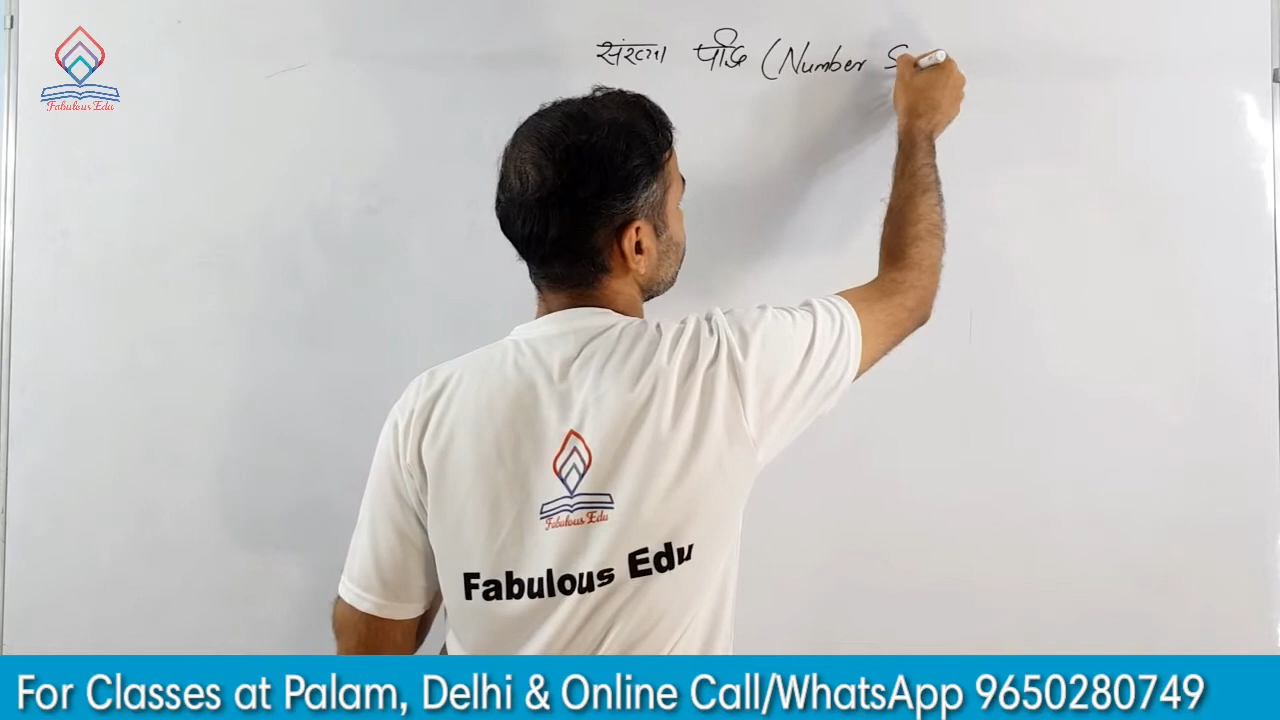 Fabulous Edu
संख्या पद्धि (Number S
Fabulous Edu
Fabulous Edu
For Classes at Palam, Delhi & Online Call/WhatsApp 9650280749